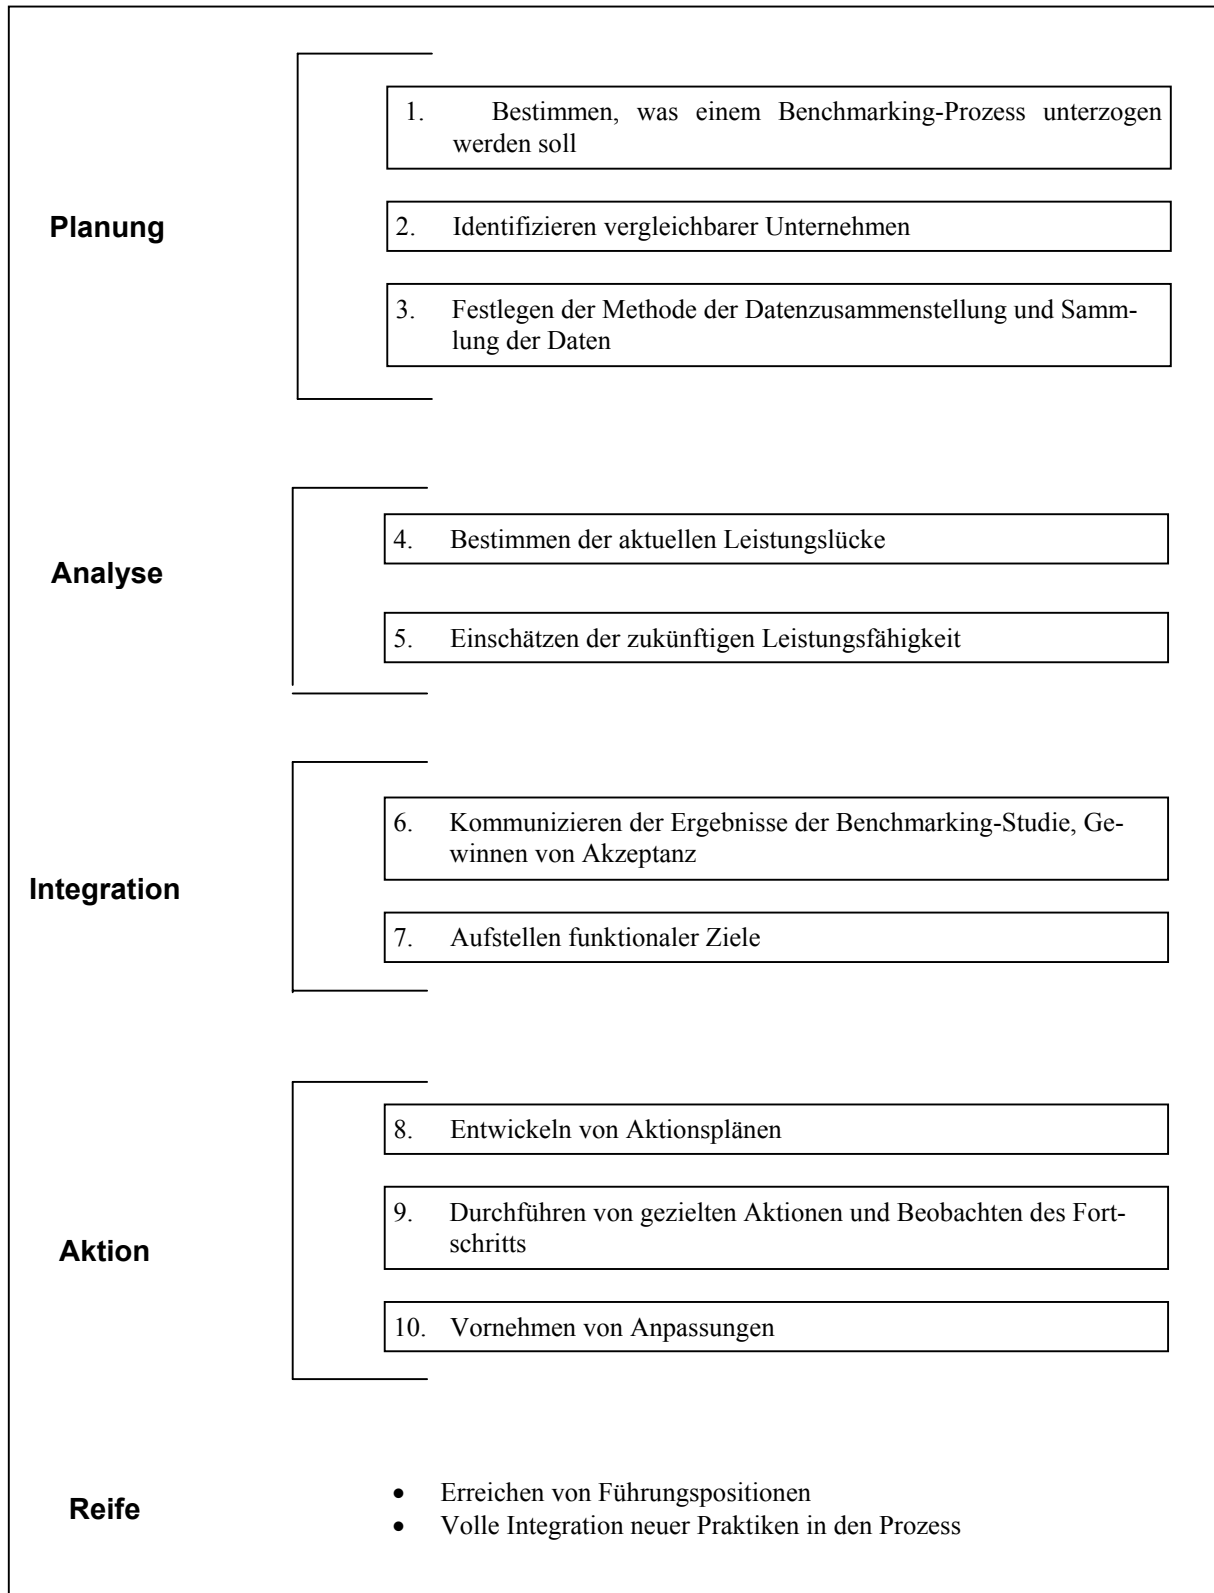 1. Bestimmen, was einem Benchmarking-Prozess unterzogen
werden soll
Planung
2. Identifizieren vergleichbarer Unternehmen
3. Festlegen der Methode der Datenzusammenstellung und Samm-
lung der Daten
4. Bestimmen der aktuellen Leistungslücke
Analyse
5. Einschätzen der zukünftigen Leistungsfähigkeit
6. Kommunizieren der Ergebnisse der Benchmarking-Studie, Ge-
winnen von Akzeptanz
Integration
7. Aufstellen funktionaler Ziele
8. Entwickeln von Aktionsplänen
9. Durchführen von gezielten Aktionen und Beobachten des Fort-
schritts
Aktion
10. Vornehmen von Anpassungen
Reife
• Erreichen von Führungspositionen
• Volle Integration neuer Praktiken in den Prozess